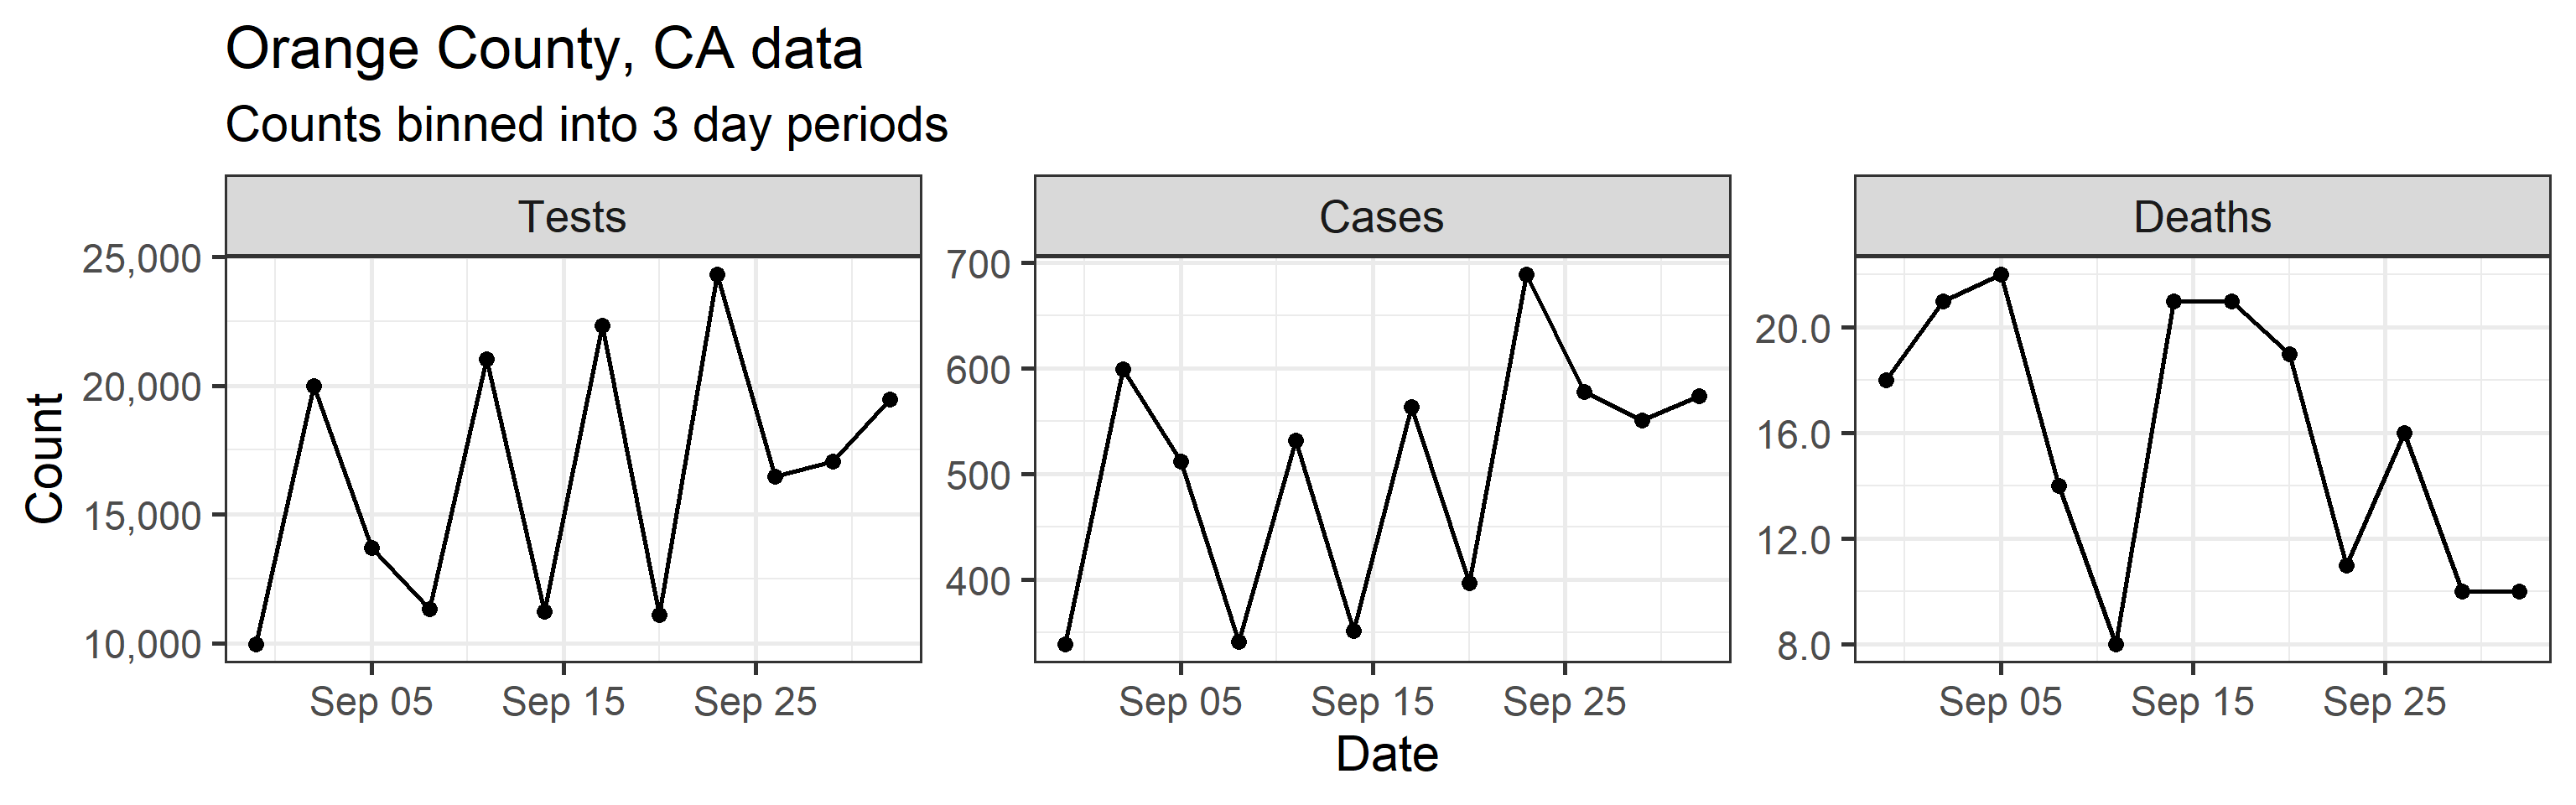 Orange County, CA data
Counts binned into 3 day periods
Tests
Cases
Deaths
Count
25,000
20,000
15,000
10,000
700
600
500
400
20.0
16.0
12.0
8.0
Sep 05 Sep 15 Sep 25
Sep 05 Sep 15 Sep 25
Sep 05 Sep 15 Sep 25
Date